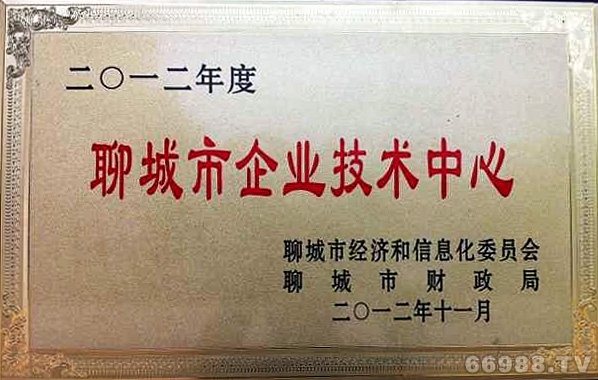 二〇一二年度
聊城市企业技术中心
聊城市经济和信息化委员会
聊城市财政局
二〇一二年十一月
66988.TV